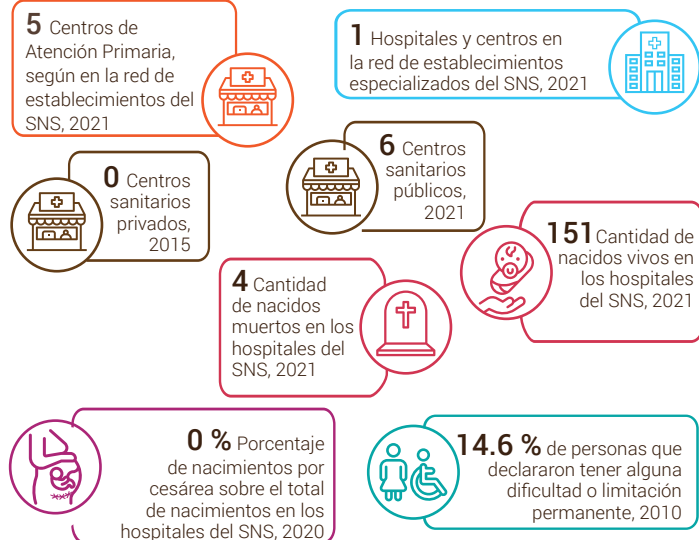 5 Centros de
Atención Primaria,
según en la red de
establecimientos del
SNS, 2021
1 Hospitales y centros en
la red de establecimientos
especializados del SNS, 2021
0 Centros
sanitarios
privados,
2015
6 Centros
sanitarios
públicos,
2021
151 Cantidad de
nacidos vivos en
los hospitales
del SNS, 2021
4 Cantidad
de nacidos
muertos en los
hospitales del
SNS, 2021
0 % Porcentaje
de nacimientos por
cesárea sobre el total
de nacimientos en los
hospitales del SNS, 2020
14.6 % de personas que
declararon tener alguna
dificultad o limitación
permanente, 2010